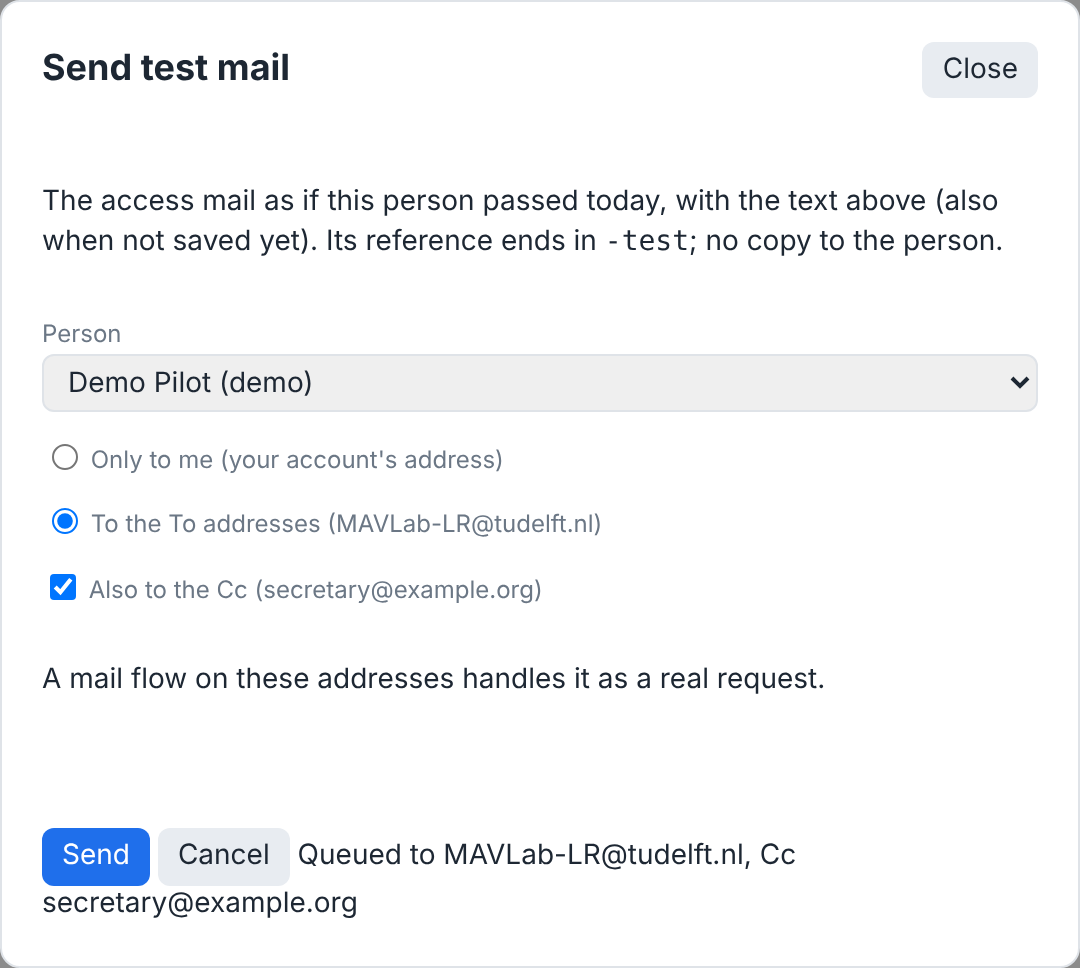 Send test mail
Close
The access mail as if this person passed today, with the text above (also
when not saved yet). Its reference ends in -test; no copy to the person.
Person
Demo Pilot (demo)
Only to me (your account's address)
To the To addresses (MAVLab-LR@tudelft.nl)
Also to the Cc (secretary@example.org)
A mail flow on these addresses handles it as a real request.
Send Cancel Queued to MAVLab-LR@tudelft.nl, Cc
secretary@example.org